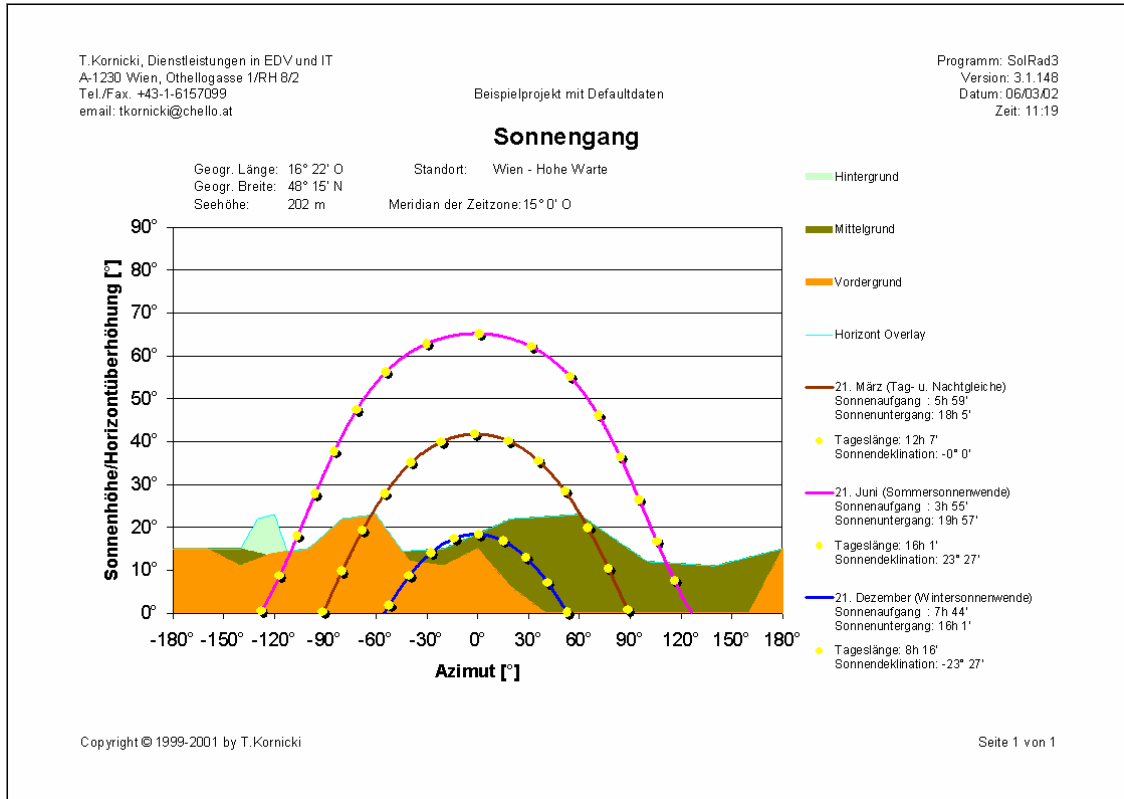 T.Kornicki, Dienstleistungen in EDV und IT
A-1230 Wien, Othellogasse 1/RH 8/2
Tel./Fax. +43-1-6157099
email: tkornicki@chello.at
Beispielprojekt mit Defaultdaten
Programm: SolRad3
Version: 3.1.148
Datum: 06/03/02
Zeit: 11:19
Sonnengang
Geogr. Länge: 16° 22' O
Standort: Wien - Hohe Warte
Geogr. Breite: 48° 15' N
Seehöhe: 202 m
Meridian der Zeitzone: 15° 0' O
Sonnenhöhe/Horizontüberhöhung [°]
90°
80°
70°
60°
50°
40°
30°
20°
10°
0°
-180° -150° -120° -90° -60° -30° 0° 30° 60° 90° 120° 150° 180°
Azimut [°]
Hintergrund
Mittelgrund
Vordergrund
Horizont Overlay
21. März (Tag- u. Nachtgleiche)
Sonnenaufgang : 5h 59'
Sonnenuntergang: 18h 5'
Tageslänge: 12h 7'
Sonnendeklination: -0° 0'
21. Juni (Sommersonnenwende)
Sonnenaufgang : 3h 55'
Sonnenuntergang: 19h 57'
Tageslänge: 16h 1'
Sonnendeklination: 23° 27'
21. Dezember (Wintersonnenwende)
Sonnenaufgang : 7h 44'
Sonnenuntergang: 16h 1'
Tageslänge: 8h 16'
Sonnendeklination: -23° 27'
Copyright © 1999-2001 by T.Kornicki
Seite 1 von 1